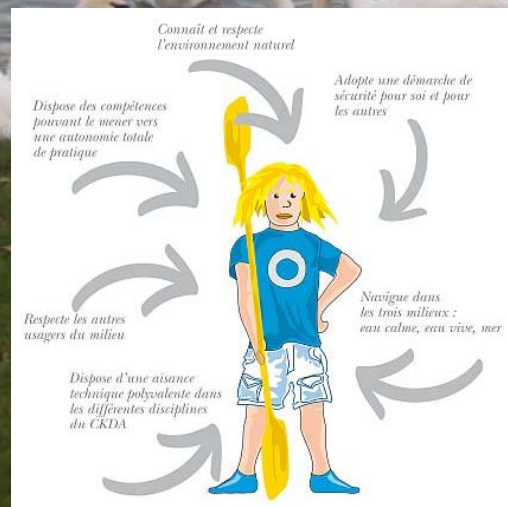 Connaît et respecte
l'environnement naturel
Adopte une démarche de
sécurité pour soi et pour
les autres
Dispose des compétences
pouvant le mener vers
une autonomie totale
de pratique
Navigue dans
les trois milieux :
eau calme, eau vive, mer
Respecte les autres
usagers du milieu
Dispose d'une aisance
technique polyvalente dans
les différentes disciplines
du CKDA